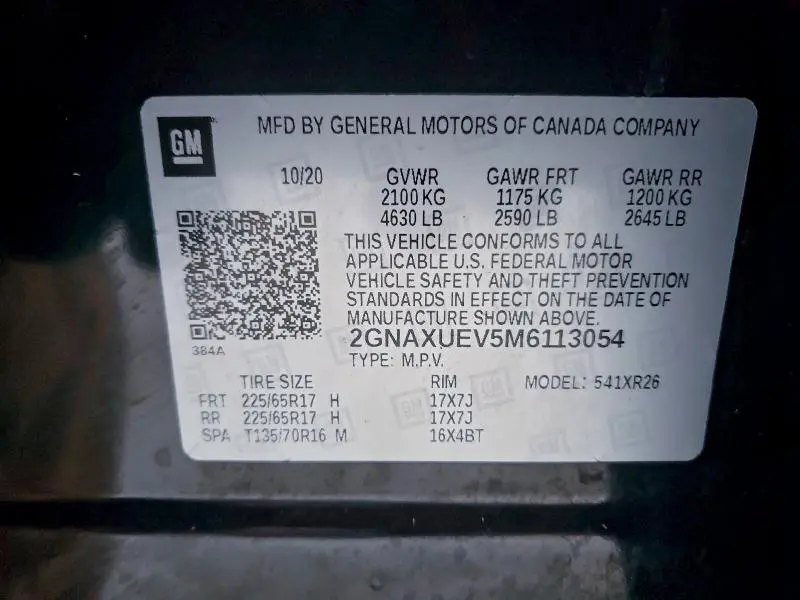 GM
MFD BY GENERAL MOTORS OF CANADA COMPANY
10/20 GVWR GAWR FRT GAWR RR
2100 KG 1175 KG 1200 KG
4630 LB 2590 LB 2645 LB
THIS VEHICLE CONFORMS TO ALL
APPLICABLE U.S. FEDERAL MOTOR
VEHICLE SAFETY AND THEFT PREVENTION
STANDARDS IN EFFECT ON THE DATE OF
MANUFACTURE SHOWN ABOVE.
2GNAXUEV5M6113054
384A
TYPE: M.P.V.
TIRE SIZE RIM MODEL: 541XR26
FRT 225/65R17 H 17X7J
RR 225/65R17 H 17X7J
SPA T135/70R16 M 16X4BT